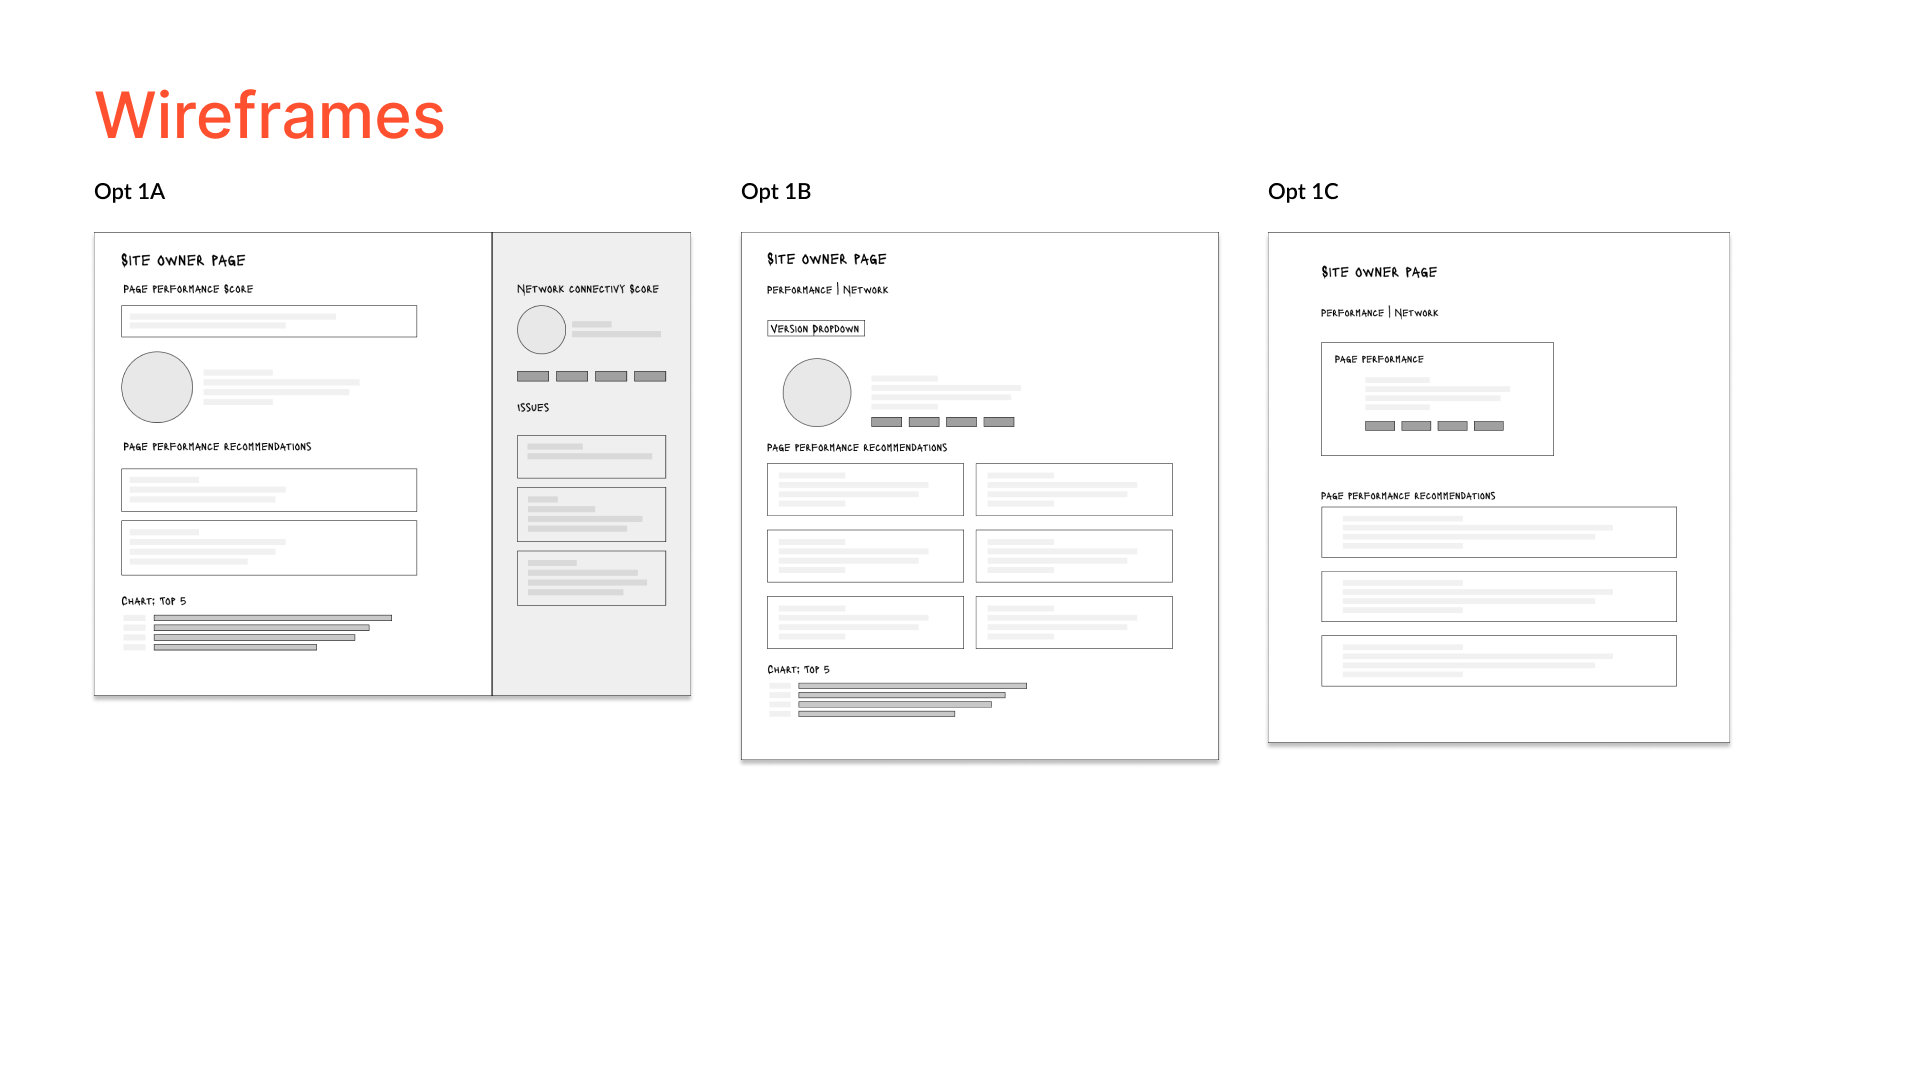 Wireframes
Opt 1A
SITE OWNER PAGE
PAGE PERFORMANCE SCORE
PAGE PERFORMANCE RECOMMENDATIONS
CHART: TOP 5
NETWORK CONNECTIVY SCORE
ISSUES
Opt 1B
SITE OWNER PAGE
PERFORMANCE | NETWORK
VERSION DROPDOWN
PAGE PERFORMANCE RECOMMENDATIONS
CHART: TOP 5
Opt 1C
SITE OWNER PAGE
PERFORMANCE | NETWORK
PAGE PERFORMANCE
PAGE PERFORMANCE RECOMMENDATIONS